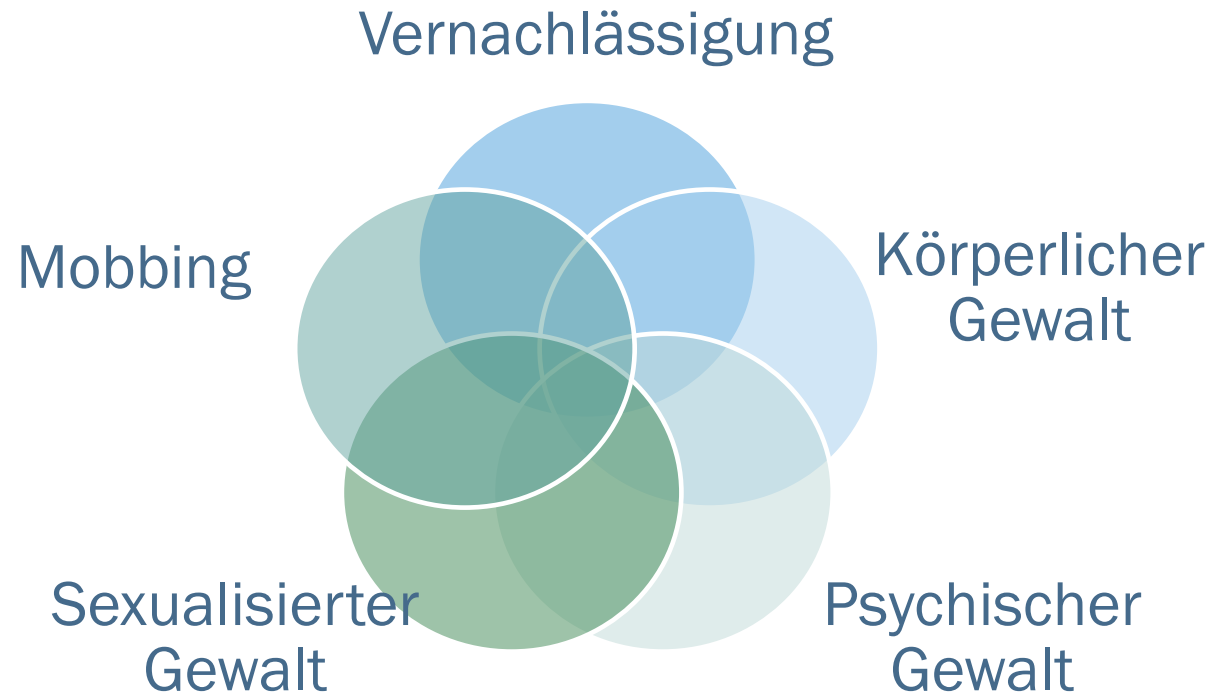 Vernachlässigung
Körperlicher
Gewalt
Psychischer
Gewalt
Sexualisierter
Gewalt
Mobbing